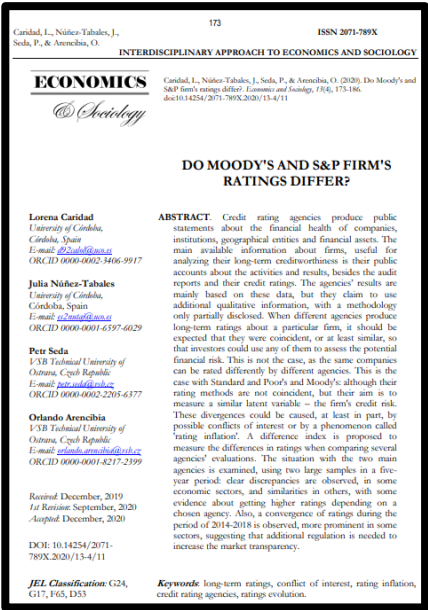 173
Caridad, L., Núñez-Tabales, J.,
Seda, P., & Arencibia, O.
ISSN 2071-789X
INTERDISCIPLINARY APPROACH TO ECONOMICS AND SOCIOLOGY
ECONOMICS
& Sociology
Caridad, L., Núñez-Tabales, J., Seda, P., & Arencibia, O. (2020). Do Moody's and
S&P firm's ratings differ?. Economics and Sociology, 13(4), 173-186.
doi:10.14254/2071-789X.2020/13-4/11
DO MOODY'S AND S&P FIRM'S
RATINGS DIFFER?
Lorena Caridad
University of Córdoba,
Córdoba, Spain
E-mail: d92calol@uco.es
ORCID 0000-0002-3406-9917
Julia Núñez-Tabales
University of Córdoba,
Córdoba, Spain
E-mail: es2nutaj@uco.es
ORCID 0000-0001-6597-6029
Petr Seda
VSB Technical University of
Ostrava, Czech Republic
E-mail: petr.seda@vsb.cz
ORCID 0000-0002-2205-6377
Orlando Arencibia
VSB Technical University of
Ostrava, Czech Republic
E-mail: orlando.arencibia@vsb.cz
ORCID 0000-0001-8217-2399
Received: December, 2019
1st Revision: September, 2020
Accepted: December, 2020
DOI: 10.14254/2071-
789X.2020/13-4/11
ABSTRACT. Credit rating agencies produce public
statements about the financial health of companies,
institutions, geographical entities and financial assets. The
main available information about firms, useful for
analyzing their long-term creditworthiness is their public
accounts about the activities and results, besides the audit
reports and their credit ratings. The agencies' results are
mainly based on these data, but they claim to use
additional qualitative information, with a methodology
only partially disclosed. When different agencies produce
long-term ratings about a particular firm, it should be
expected that they were coincident, or at least similar, so
that investors could use any of them to assess the potential
financial risk. This is not the case, as the same companies
can be rated differently by different agencies. This is the
case with Standard and Poor's and Moody's: although their
rating methods are not coincident, but their aim is to
measure a similar latent variable – the firm's credit risk.
These divergences could be caused, at least in part, by
possible conflicts of interest or by a phenomenon called
'rating inflation'. A difference index is proposed to
measure the differences in ratings when comparing several
agencies' evaluations. The situation with the two main
agencies is examined, using two large samples in a five-
year period: clear discrepancies are observed, in some
economic sectors, and similarities in others, with some
evidence about getting higher ratings depending on a
chosen agency. Also, a convergence of ratings during the
period of 2014-2018 is observed, more prominent in some
sectors, suggesting that additional regulation is needed to
increase the market transparency.
JEL Classification: G24,
G17, F65, D53
Keywords: long-term ratings, conflict of interest, rating inflation,
credit rating agencies, ratings evolution.